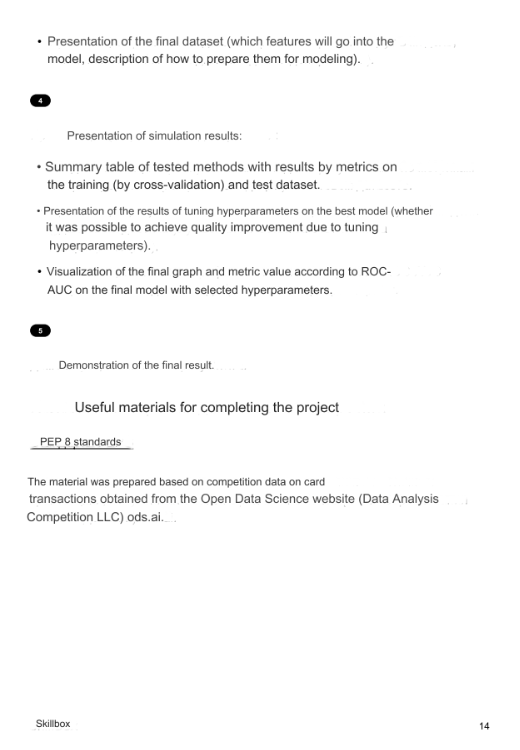 • Presentation of the final dataset (which features will go into the
model, description of how to prepare them for modeling).
4
Presentation of simulation results:
• Summary table of tested methods with results by metrics on
the training (by cross-validation) and test dataset.
• Presentation of the results of tuning hyperparameters on the best model (whether
it was possible to achieve quality improvement due to tuning
hyperparameters).
• Visualization of the final graph and metric value according to ROC-
AUC on the final model with selected hyperparameters.
5
Demonstration of the final result.
Useful materials for completing the project
PEP 8 standards
The material was prepared based on competition data on card
transactions obtained from the Open Data Science website (Data Analysis
Competition LLC) ods.ai.
Skillbox
14